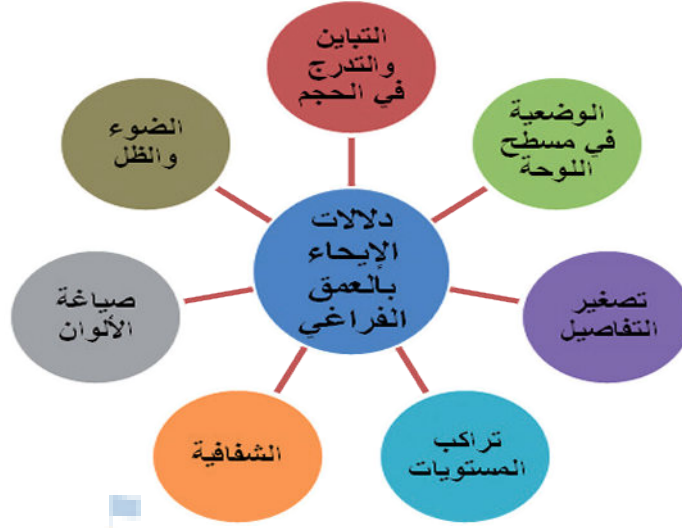 التباين
والتدرج
في الحجم
الوضعية
في مسطح
اللوحة
تصغير
التفاصيل
تراكب
المستويات
الشفافية
صياغة
الألوان
الضوء
والظل
دلالات
الإيحاء
بالعمق
الفراغي